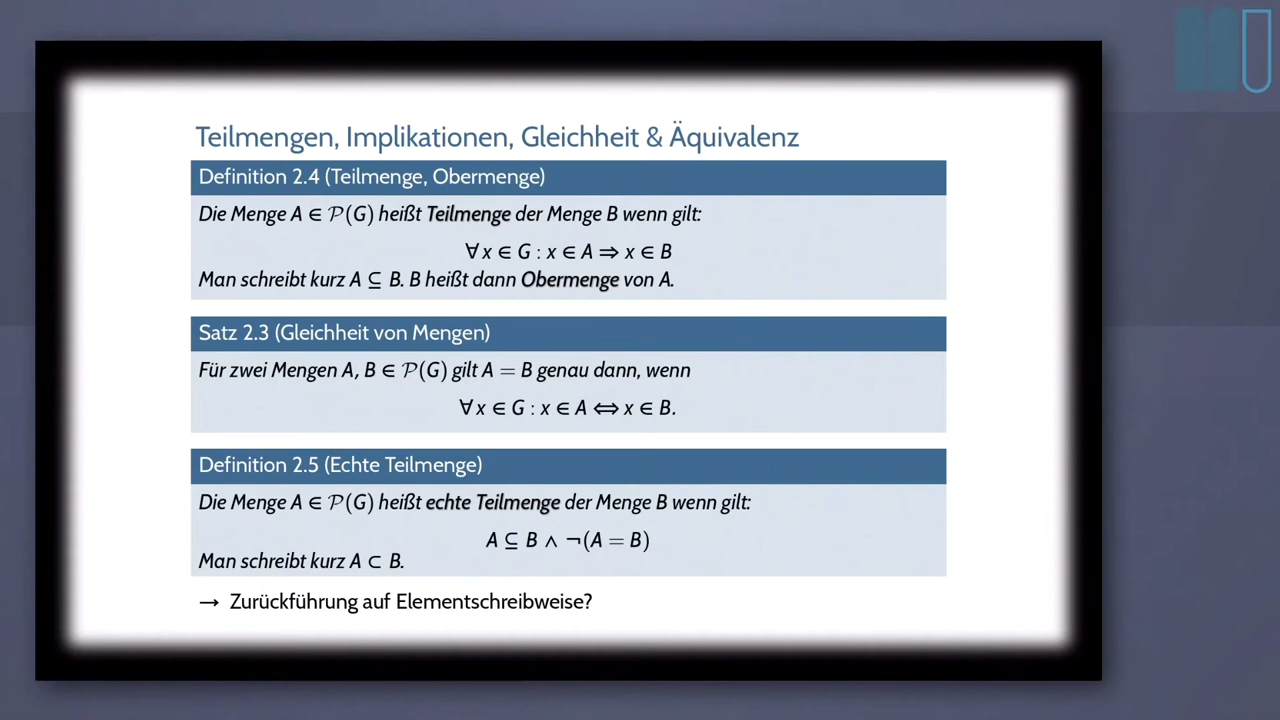 Teilmengen, Implikationen, Gleichheit & Äquivalenz
Definition 2.4 (Teilmenge, Obermenge)
Die Menge A ∈ 𝒫(G) heißt Teilmenge der Menge B wenn gilt:
∀ x ∈ G : x ∈ A ⇒ x ∈ B
Man schreibt kurz A ⊆ B. B heißt dann Obermenge von A.
Satz 2.3 (Gleichheit von Mengen)
Für zwei Mengen A, B ∈ 𝒫(G) gilt A = B genau dann, wenn
∀ x ∈ G : x ∈ A ⟺ x ∈ B.
Definition 2.5 (Echte Teilmenge)
Die Menge A ∈ 𝒫(G) heißt echte Teilmenge der Menge B wenn gilt:
A ⊆ B ∧ ¬(A = B)
Man schreibt kurz A ⊂ B.
→ Zurückführung auf Elementschreibweise?